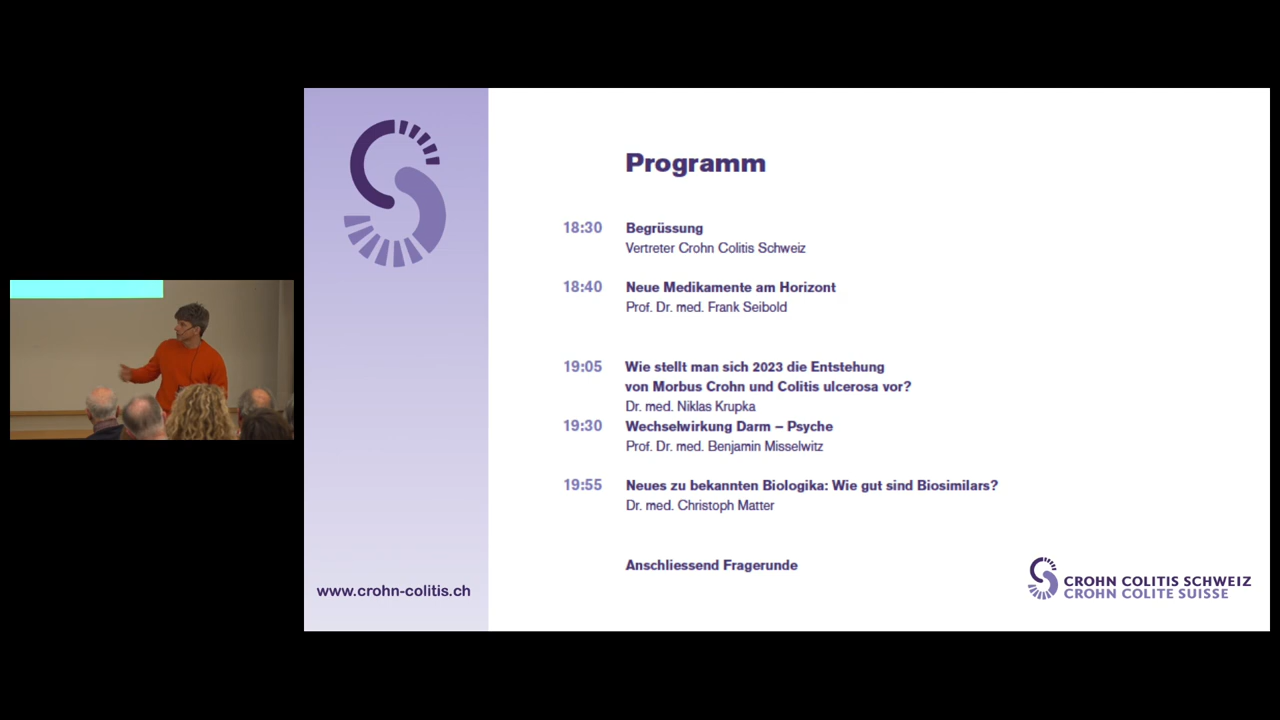 Programm
18:30 Begrüssung
Vertreter Crohn Colitis Schweiz
18:40 Neue Medikamente am Horizont
Prof. Dr. med. Frank Seibold
19:05 Wie stellt man sich 2023 die Entstehung
von Morbus Crohn und Colitis ulcerosa vor?
Dr. med. Niklas Krupka
19:30 Wechselwirkung Darm – Psyche
Prof. Dr. med. Benjamin Misselwitz
19:55 Neues zu bekannten Biologika: Wie gut sind Biosimilars?
Dr. med. Christoph Matter
Anschliessend Fragerunde
www.crohn-colitis.ch
CROHN COLITIS SCHWEIZ
CROHN COLITE SUISSE